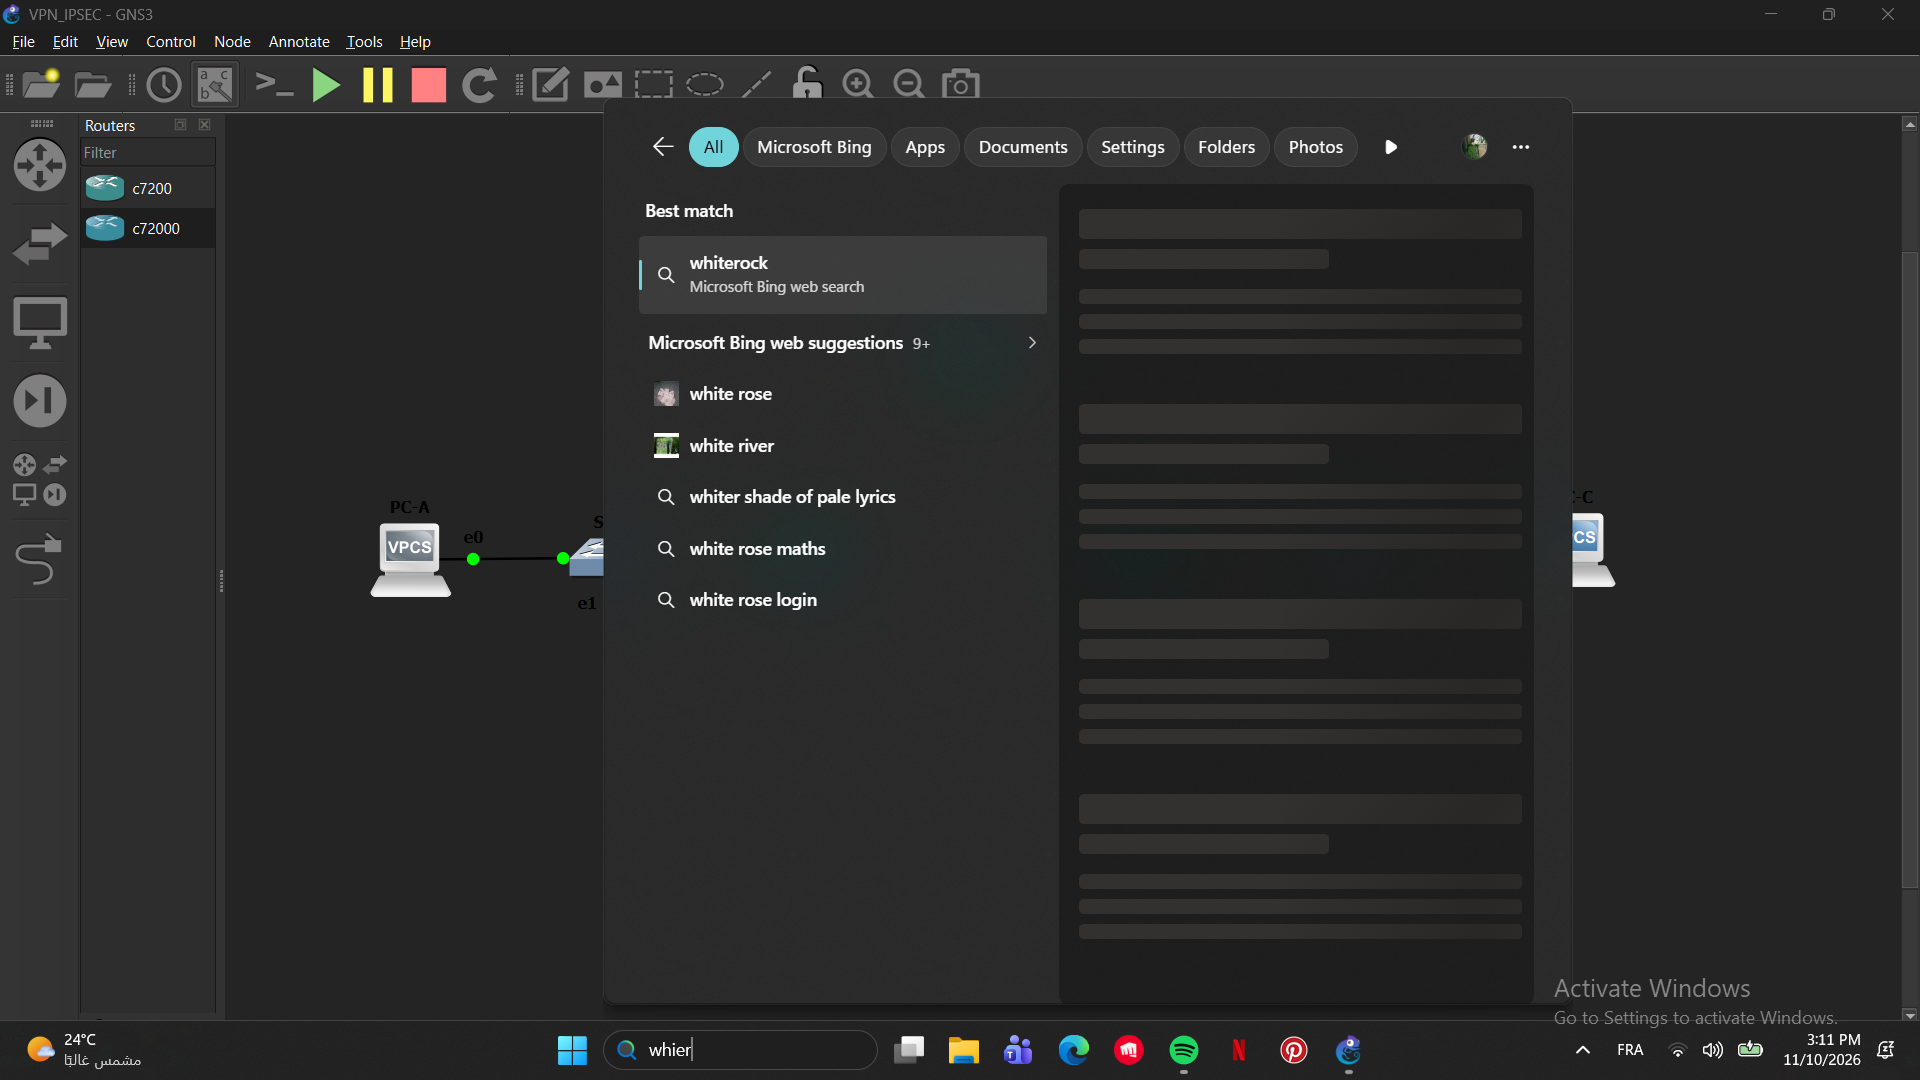 VPN_IPSEC - GNS3
File Edit View Control Node Annotate Tools Help
a c
b
Routers
Filter
c7200
c72000
All Microsoft Bing Apps Documents Settings Folders Photos
Best match
whiterock
Microsoft Bing web search
Microsoft Bing web suggestions 9+
white rose
white river
whiter shade of pale lyrics
white rose maths
white rose login
PC-A
VPCS
e0
S
e1
-C
CS
Activate Windows
Go to Settings to activate Windows.
24°C
مشمس غالبًا
whier
FRA
3:11 PM
11/10/2026